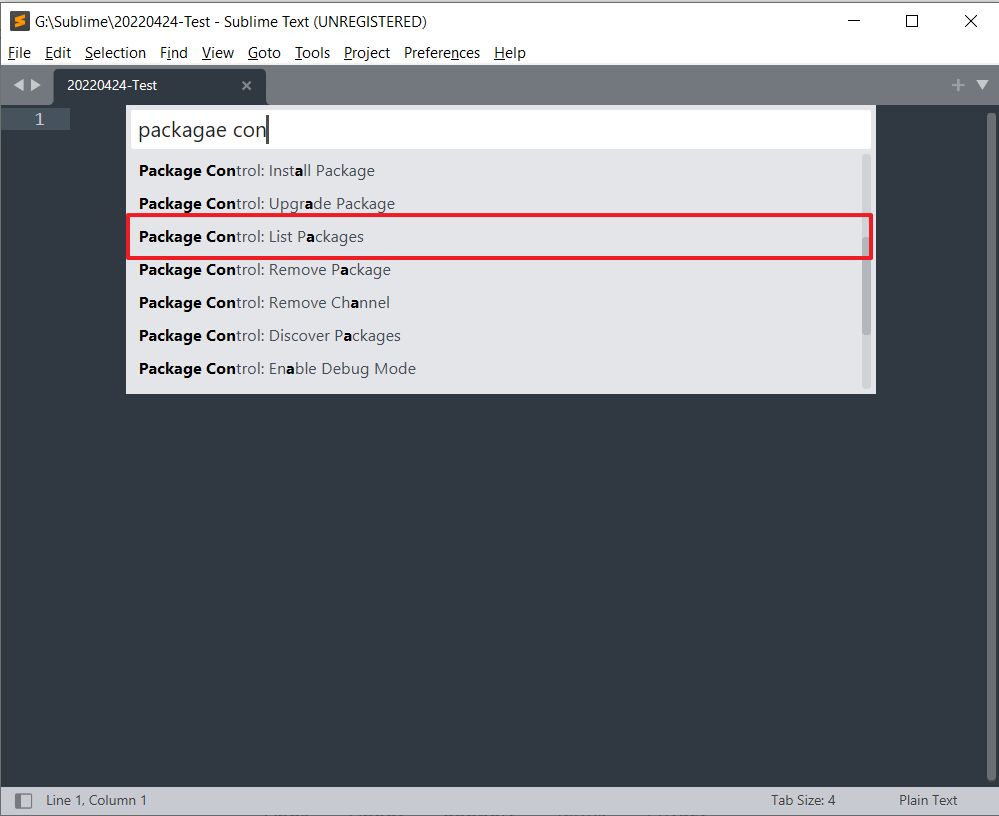 G:\Sublime\20220424-Test - Sublime Text (UNREGISTERED)
File Edit Selection Find View Goto Tools Project Preferences Help
20220424-Test
1
packagae con
Package Control: Install Package
Package Control: Upgrade Package
Package Control: List Packages
Package Control: Remove Package
Package Control: Remove Channel
Package Control: Discover Packages
Package Control: Enable Debug Mode
Line 1, Column 1 Tab Size: 4 Plain Text